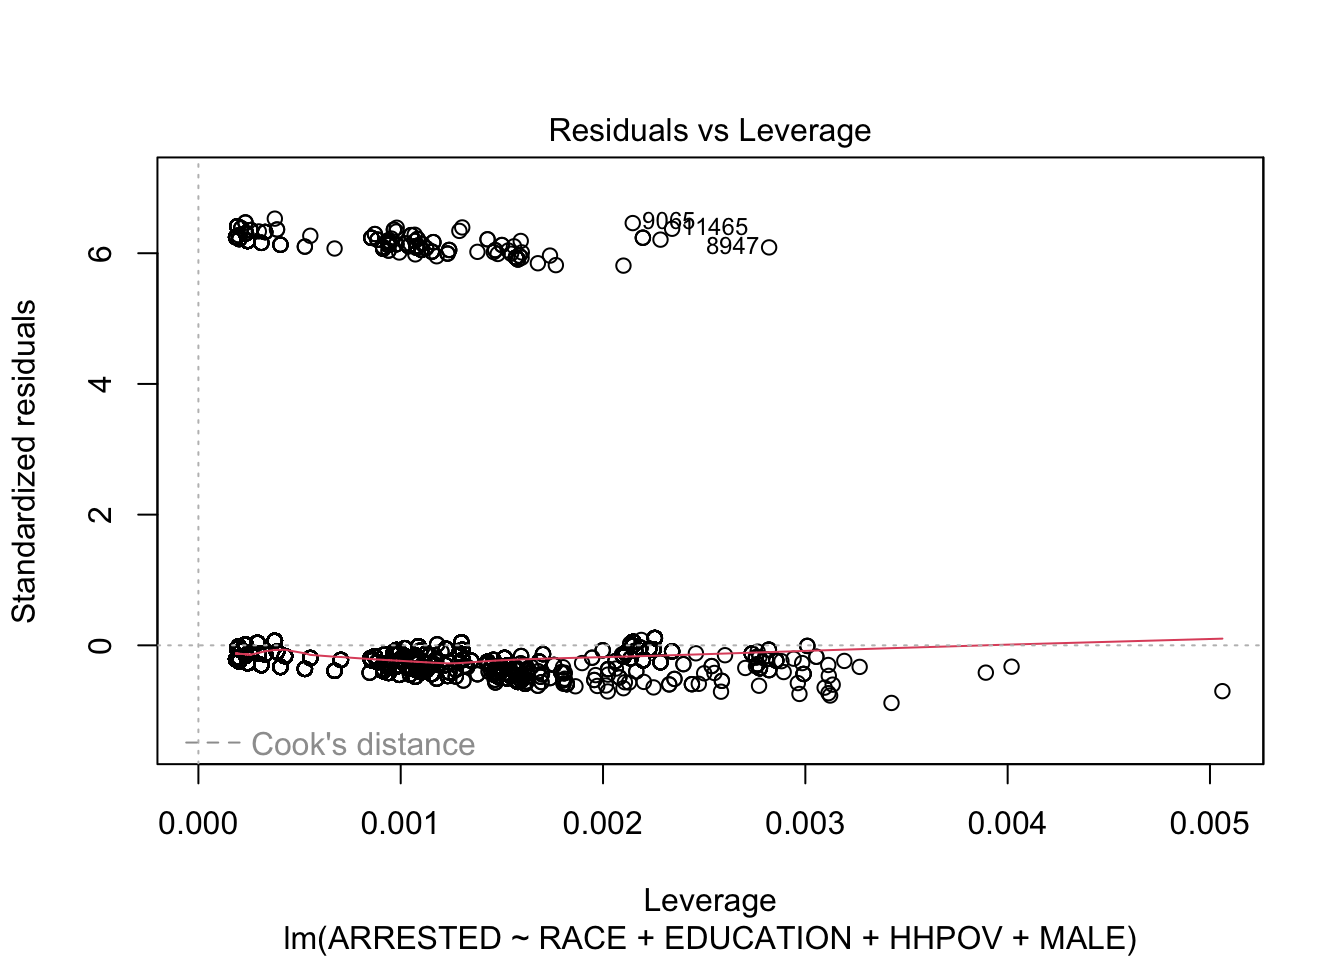 Residuals vs Leverage
Standardized residuals
6
4
2
0
9065
11465
8947
Cook's distance
0.000 0.001 0.002 0.003 0.004 0.005
Leverage
lm(ARRESTED ~ RACE + EDUCATION + HHPOV + MALE)